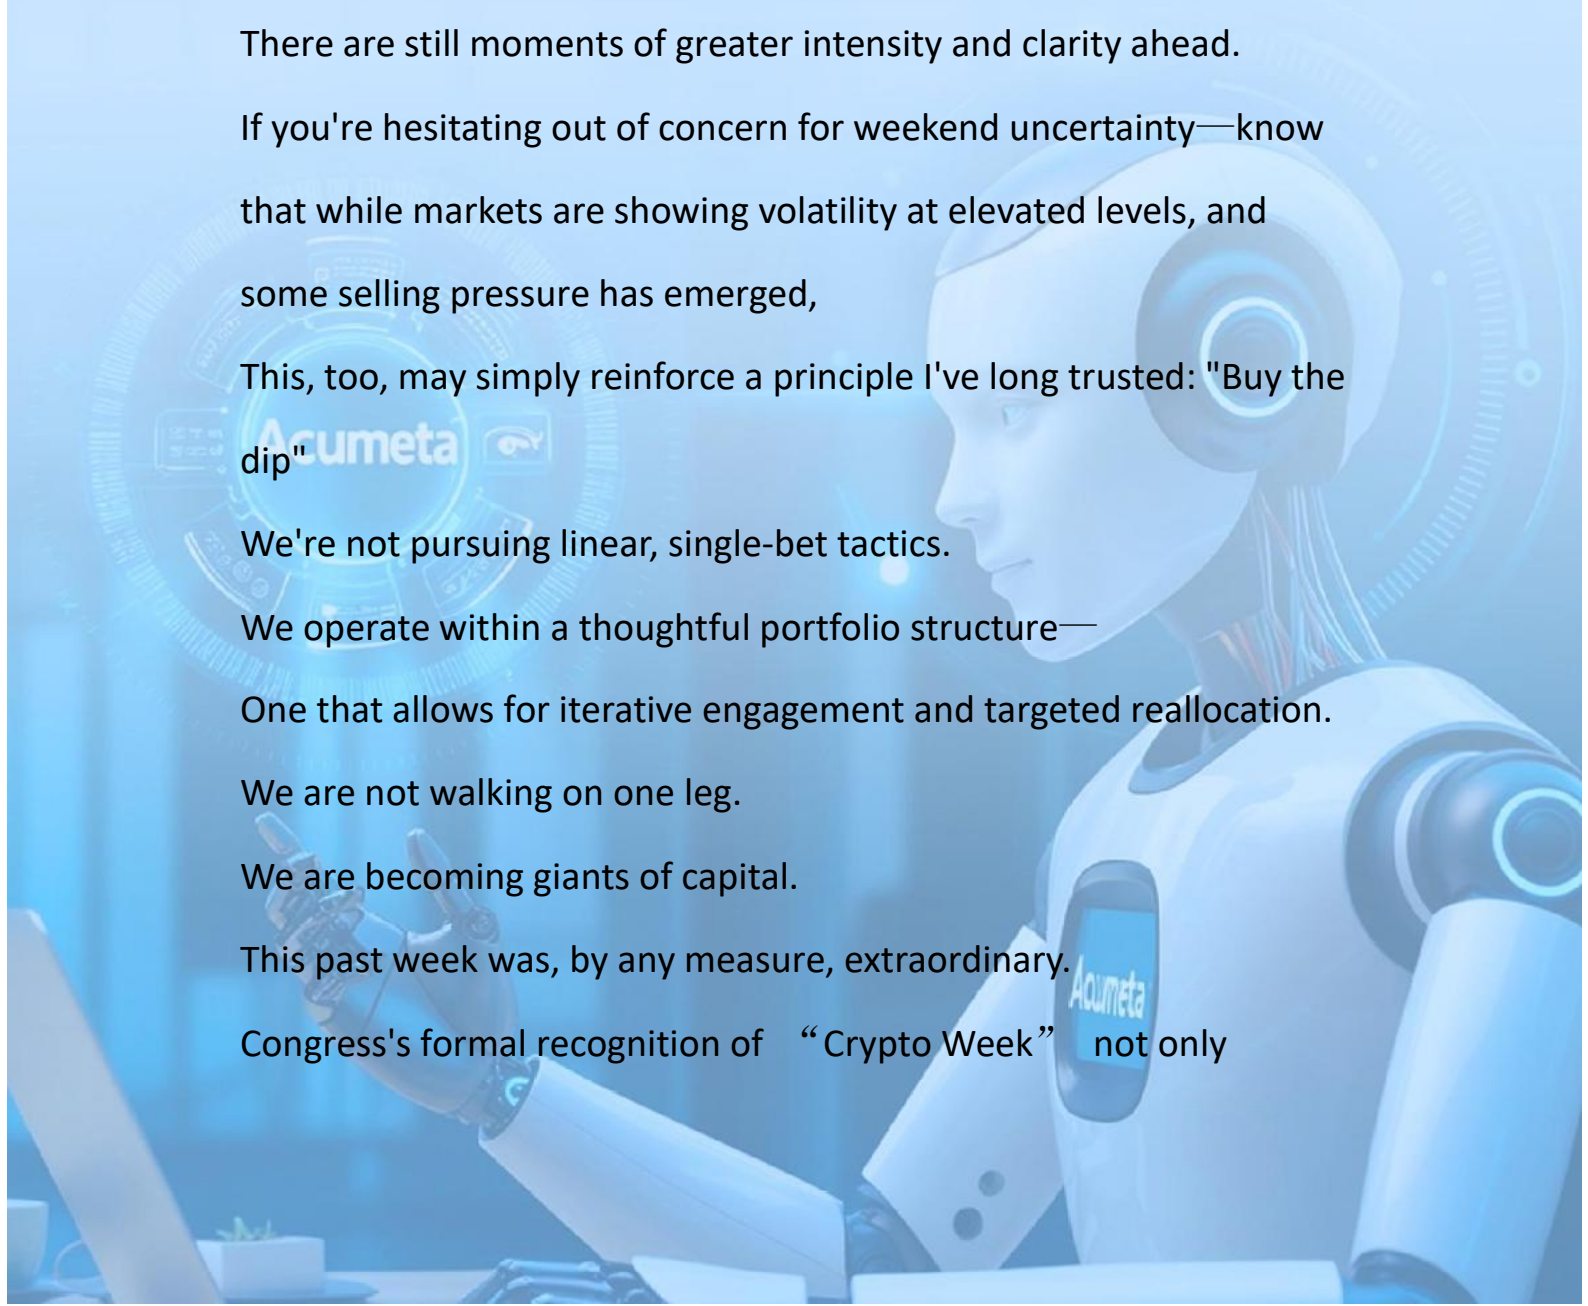 There are still moments of greater intensity and clarity ahead.
If you're hesitating out of concern for weekend uncertainty—know
that while markets are showing volatility at elevated levels, and
some selling pressure has emerged,
This, too, may simply reinforce a principle I've long trusted: "Buy the
dip"
Acumeta
We're not pursuing linear, single-bet tactics.
We operate within a thoughtful portfolio structure—
One that allows for iterative engagement and targeted reallocation.
We are not walking on one leg.
We are becoming giants of capital.
This past week was, by any measure, extraordinary.
Acumeta
Congress's formal recognition of “Crypto Week” not only